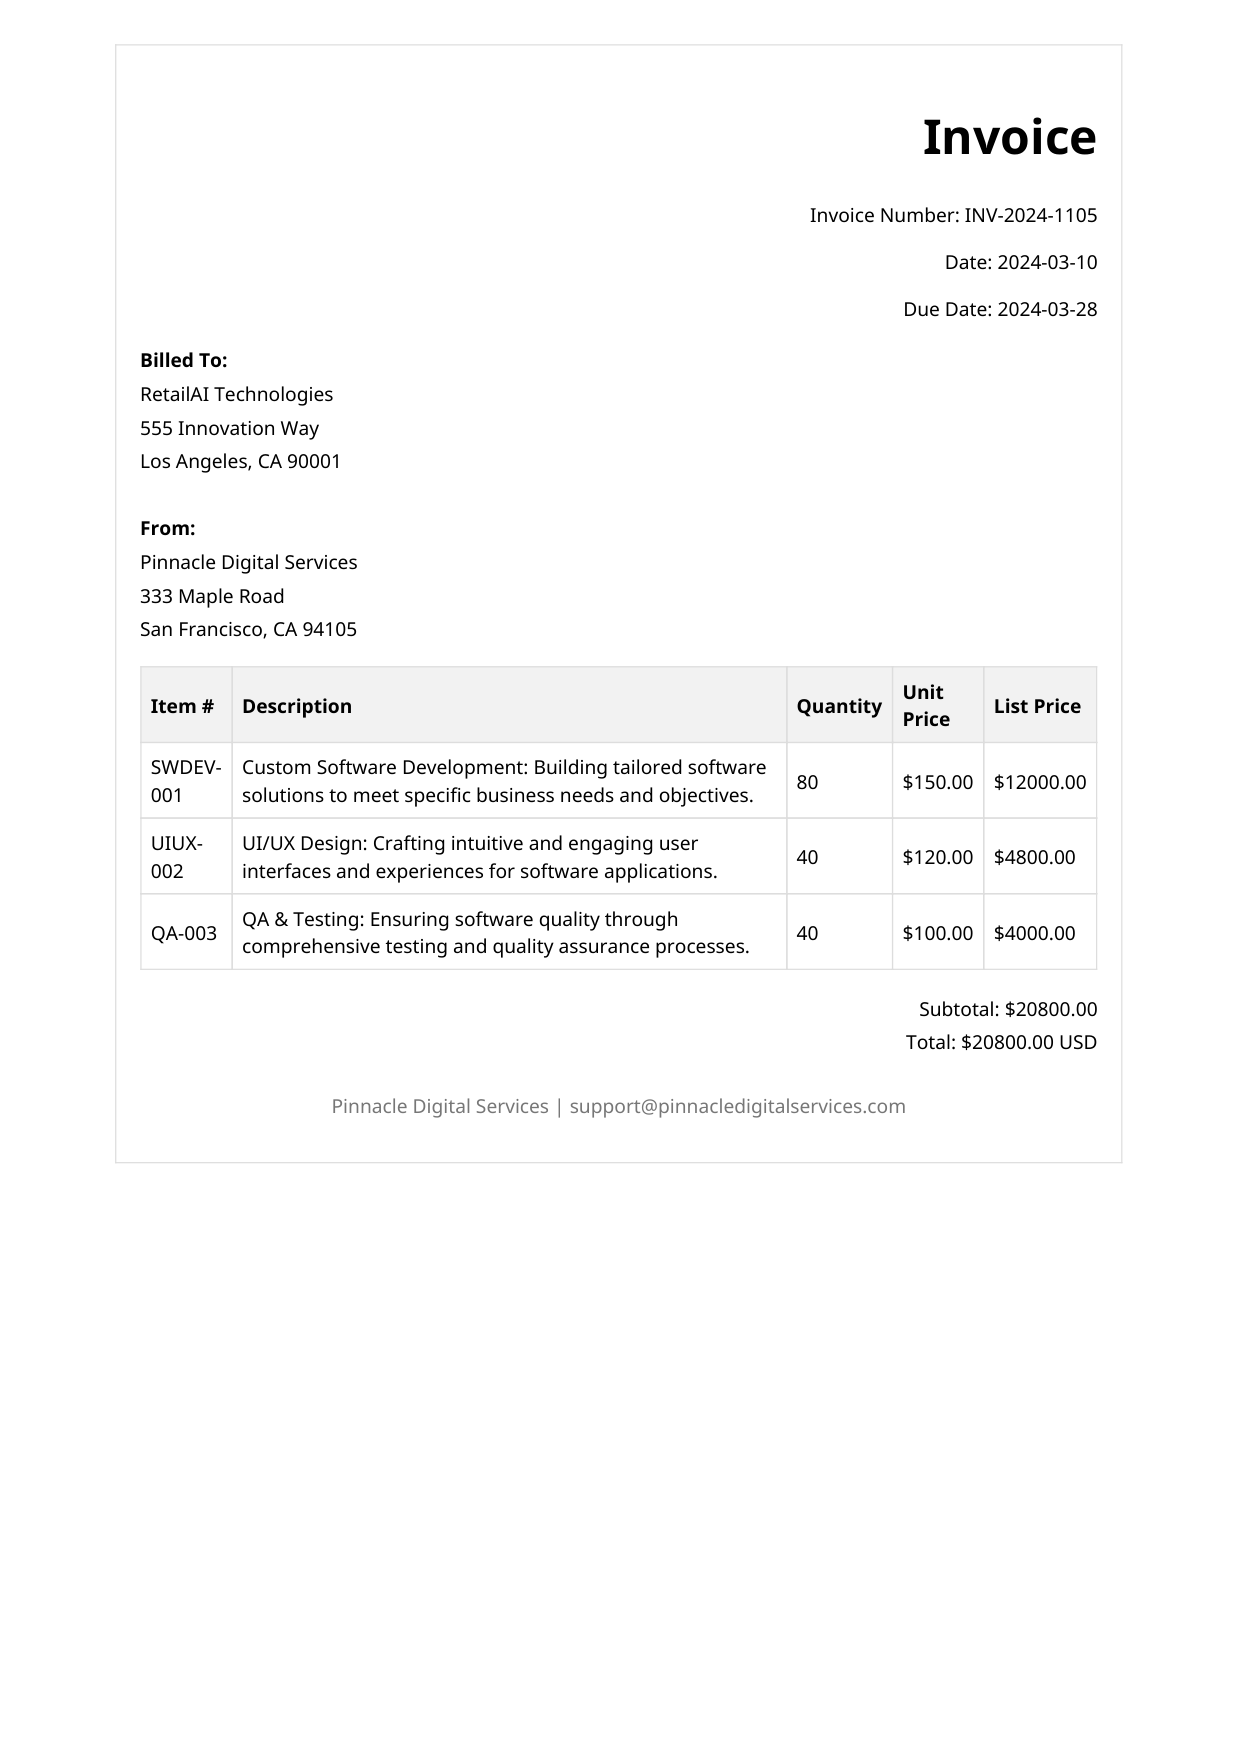 Invoice
Invoice Number: INV-2024-1105
Date: 2024-03-10
Due Date: 2024-03-28
Billed To:
RetailAI Technologies
555 Innovation Way
Los Angeles, CA 90001
From:
Pinnacle Digital Services
333 Maple Road
San Francisco, CA 94105
Item # Description Quantity Unit Price List Price
SWDEV-001 Custom Software Development: Building tailored software solutions to meet specific business needs and objectives. 80 $150.00 $12000.00
UIUX-002 UI/UX Design: Crafting intuitive and engaging user interfaces and experiences for software applications. 40 $120.00 $4800.00
QA-003 QA & Testing: Ensuring software quality through comprehensive testing and quality assurance processes. 40 $100.00 $4000.00
Subtotal: $20800.00
Total: $20800.00 USD
Pinnacle Digital Services | support@pinnacledigitalservices.com